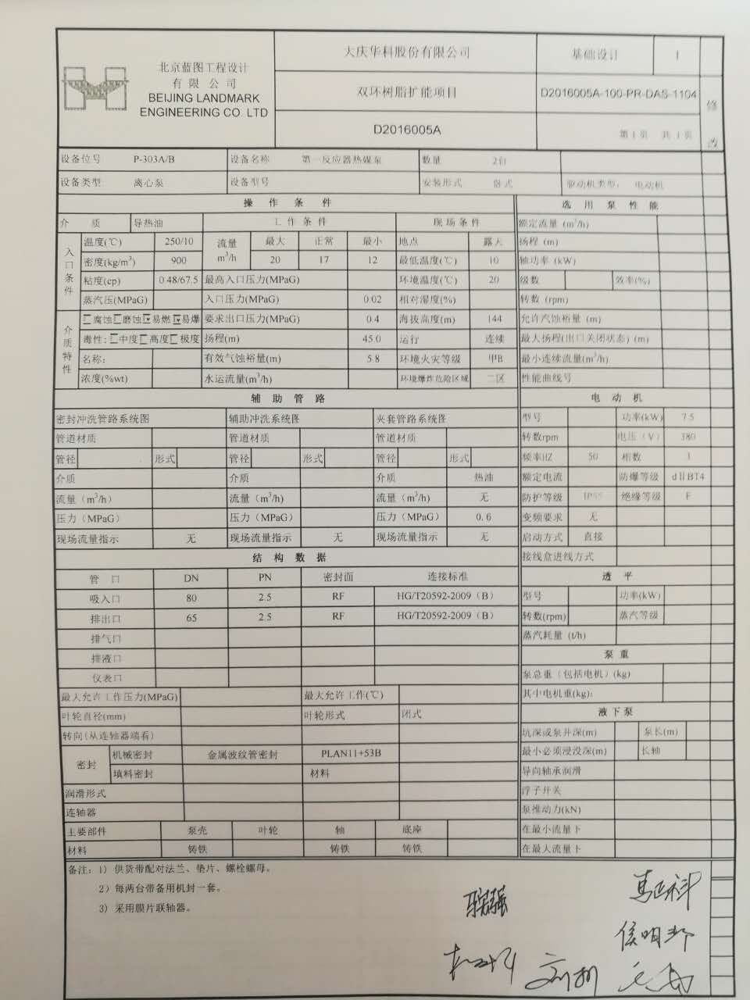 北京蓝图工程设计
有限公司
BEIJING LANDMARK
ENGINEERING CO. LTD
大庆华科股份有限公司
双环树脂扩能项目
D2016005A
基础设计 1
D2016005A-100-PR-DAS-1104
第1页 共1页
修改
设备位号 P-303A/B 设备名称 第一反应器热媒泵 数量 2台
设备类型 离心泵 设备型号 安装形式 卧式 驱动机类型: 电动机
操作条件 选用泵性能
介质 导热油 工作条件 现场条件 额定流量 (m³/h)
入口条件 温度(℃) 250/10 流量 m³/h 最大 正常 最小 地点 露天 扬程 (m)
密度(kg/m³) 900 20 17 12 最低温度(℃) 10 轴功率 (kW)
粘度(cp) 0.48/67.5 最高入口压力(MPaG) 环境温度(℃) 20 级数 效率(%)
蒸汽压(MPaG) 入口压力(MPaG) 0.02 相对湿度(%) 转数 (rpm)
介质特性 腐蚀 磨蚀 易燃 易爆 要求出口压力(MPaG) 0.4 海拔高度(m) 144 允许汽蚀裕量 (m)
毒性: 中度 高度 极度 扬程(m) 45.0 运行 连续 最大扬程(出口关闭状态) (m)
名称: 有效气蚀裕量(m) 5.8 环境火灾等级 甲B 最小连续流量(m³/h)
浓度(%wt) 水运流量(m³/h) 环境爆炸危险区域 二区 性能曲线号
辅助管路 电动机
密封冲洗管路系统图 辅助冲洗系统图 夹套管路系统图 型号 功率(kW) 7.5
管道材质 管道材质 管道材质 转数rpm 电压（V） 380
管径 形式 管径 形式 管径 形式 频率HZ 50 相数 3
介质 介质 介质 热油 额定电流 防爆等级 dⅡBT4
流量（m³/h） 流量（m³/h) 流量（m³/h) 无 防护等级 IP55 绝缘等级 F
压力（MPaG） 压力（MPaG） 压力（MPaG） 0.6 变频要求 无
现场流量指示 无 现场流量指示 无 现场流量指示 无 启动方式 直接
结构数据 接线盒进线方式
管口 DN PN 密封面 连接标准 透平
吸入口 80 2.5 RF HG/T20592-2009（B） 型号 功率(kW)
排出口 65 2.5 RF HG/T20592-2009（B） 转数(rpm) 蒸汽等级
排气口 蒸汽耗量 (t/h)
排液口 泵重
仪表口 泵总重（包括电机）(kg)
最大允许工作压力(MPaG) 最大允许工作(℃) 其中电机重(kg):
叶轮直径(mm) 叶轮形式 闭式 液下泵
转向(从连轴器端看) 坑深或泵井深(m) 泵长(m)
密封 机械密封 金属波纹管密封 PLAN11+53B 最小必须浸没深(m) 长轴
填料密封 材料 导向轴承润滑
润滑形式 浮子开关
连轴器 泵推动力(kN)
主要部件 泵壳 叶轮 轴 底座 在最小流量下
材料 铸铁 铸铁 铸铁 在最大流量下
备注: 1）供货带配对法兰、垫片、螺栓螺母。
2）每两台带备用机封一套。
3）采用膜片联轴器。